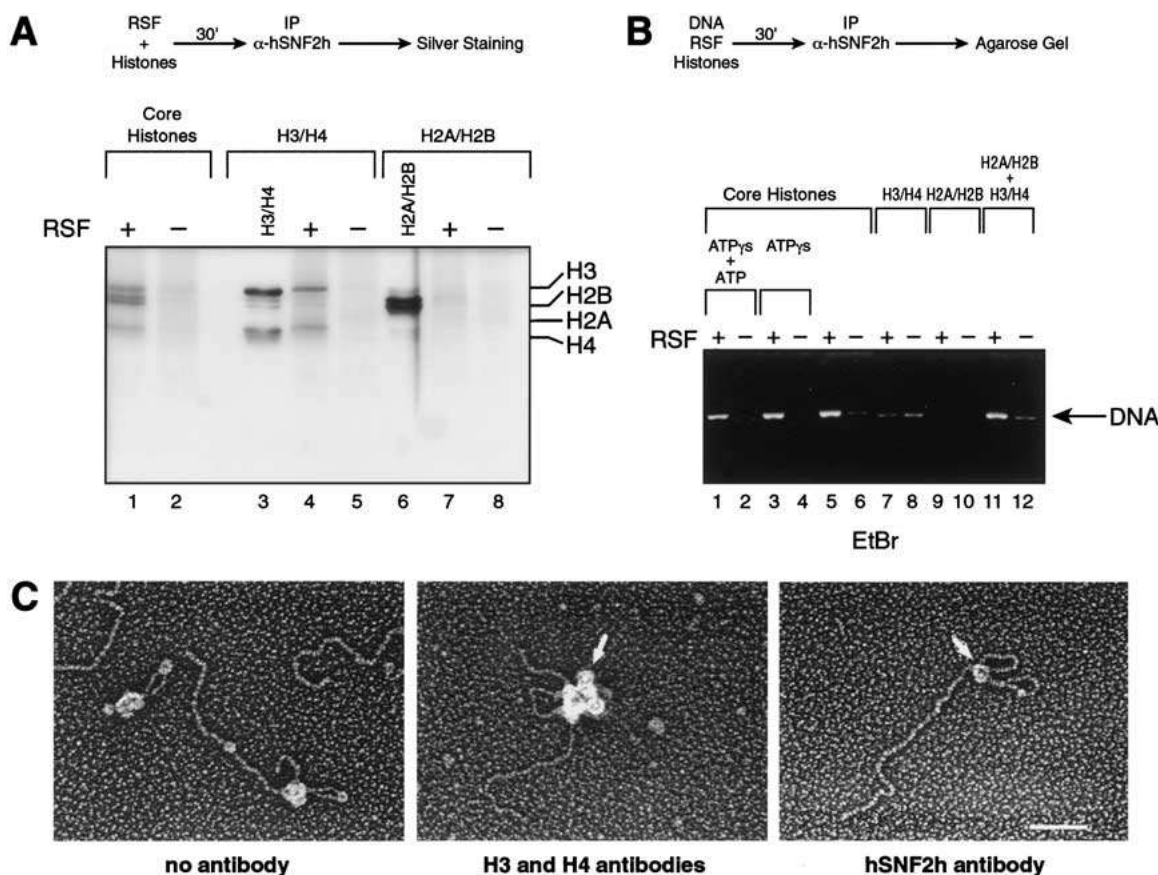 A
RSF
+
Histones
30'
IP
α-hSNF2h
Silver Staining
Core
Histones
H3/H4
H2A/H2B
RSF
+
–
H3/H4
+
–
H2A/H2B
+
–
H3
H2B
H2A
H4
1 2 3 4 5 6 7 8
B
DNA
RSF
Histones
30'
IP
α-hSNF2h
Agarose Gel
Core Histones
H3/H4
H2A/H2B
H2A/H2B
+
H3/H4
ATPγs
+
ATP
ATPγs
RSF + – + – + – + – + – + –
DNA
1 2 3 4 5 6 7 8 9 10 11 12
EtBr
C
no antibody
H3 and H4 antibodies
hSNF2h antibody